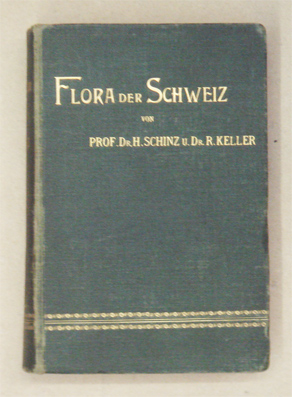 FLORA DER SCHWEIZ
VON
PROF. DR. H. SCHINZ U. DR. R. KELLER